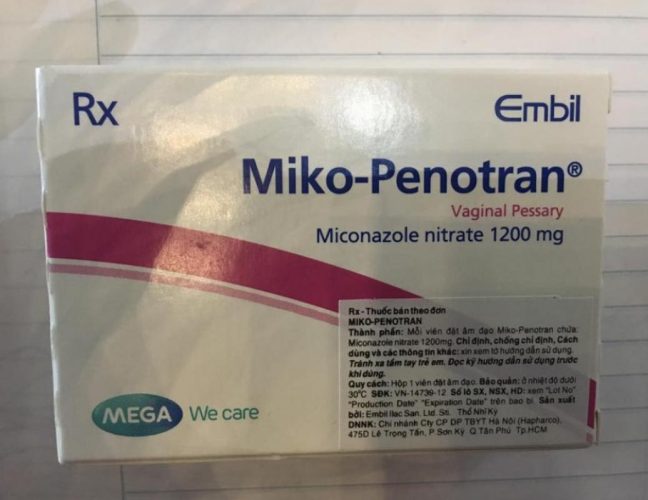 Rx
Embil
Miko-Penotran®
Vaginal Pessary
Miconazole nitrate 1200 mg
Rx - Thuốc bán theo đơn
MIKO-PENOTRAN
Thành phần: Mỗi viên đặt âm đạo Miko-Penotran chứa:
Miconazole nitrate 1200mg. Chỉ định, chống chỉ định, Cách
dùng và các thông tin khác: xin xem tờ hướng dẫn sử dụng.
Tránh xa tầm tay trẻ em. Đọc kỹ hướng dẫn sử dụng trước
khi dùng.
Quy cách: Hộp 1 viên đặt âm đạo. Bảo quản: ở nhiệt độ dưới
30°C SĐK: VN-14739-12 Số lô SX, NSX, HD: xem "Lot No"
"Production Date" "Expiration Date" trên bao bì. Sản xuất
bởi: Embil Ilac San. Ltd. Sti. Thổ Nhĩ Kỳ
DNNK: Chi nhánh Cty CP DP TBYT Hà Nội (Hapharco),
475D Lê Trọng Tấn, P Sơn Kỳ Q Tân Phú Tp.HCM
MEGA We care